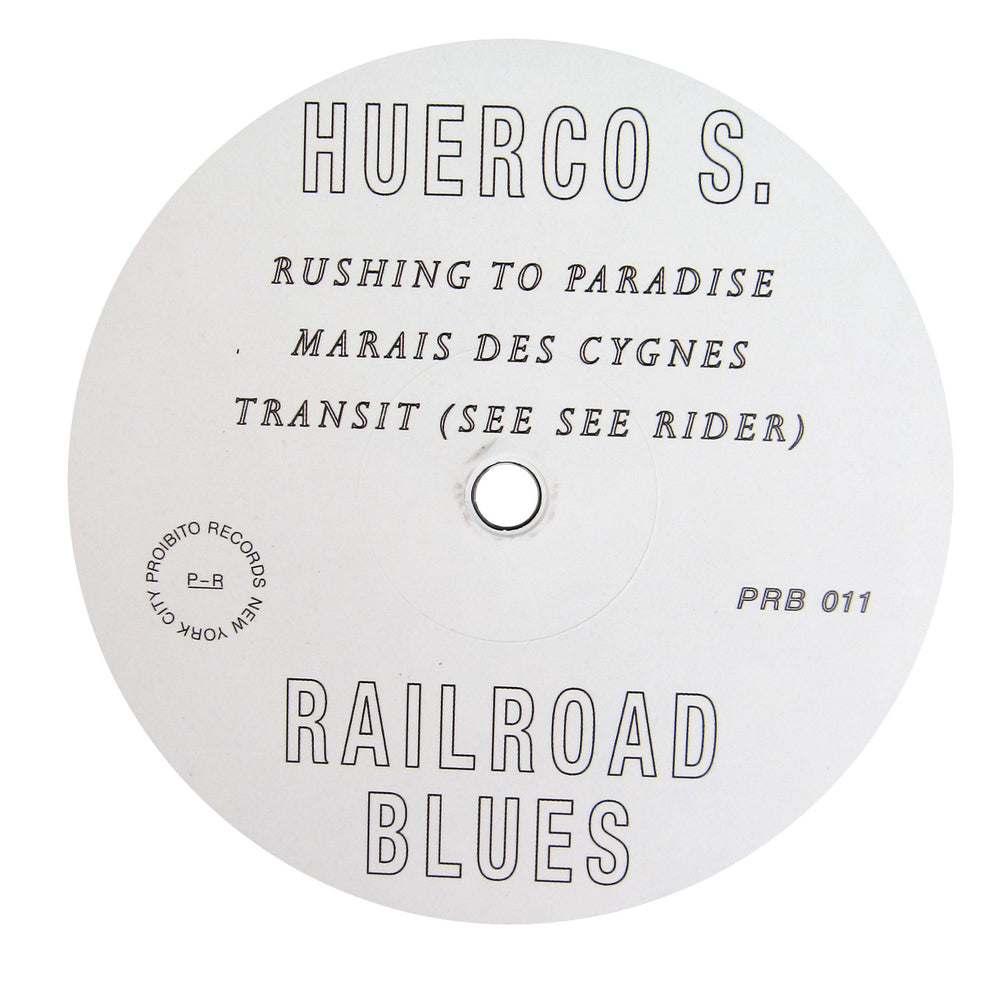 HUERCO S.
RUSHING TO PARADISE
MARAIS DES CYGNES
TRANSIT (SEE SEE RIDER)
PROIBITO RECORDS NEW YORK CITY
P-R
PRB 011
RAILROAD
BLUES